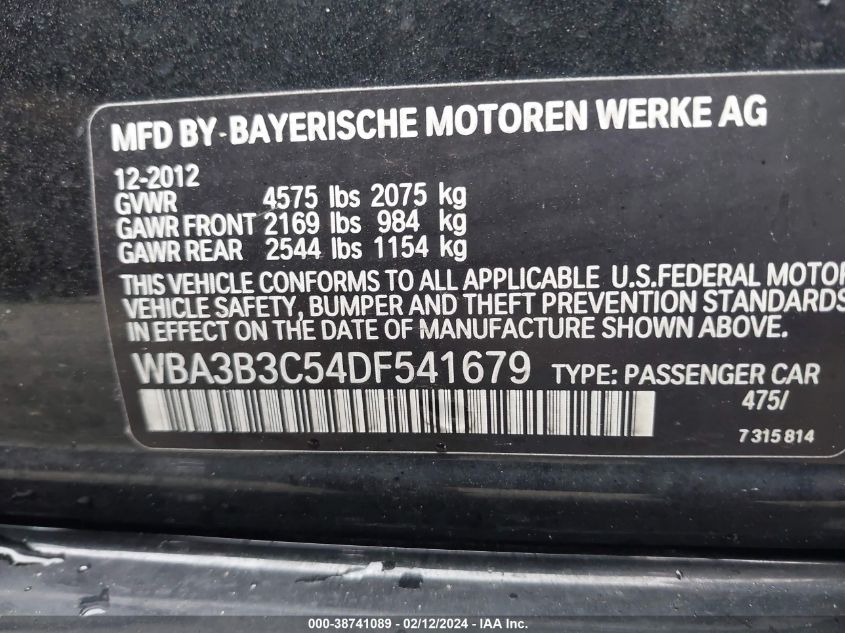 MFD BY-BAYERISCHE MOTOREN WERKE AG
12-2012
GVWR 4575 lbs 2075 kg
GAWR FRONT 2169 lbs 984 kg
GAWR REAR 2544 lbs 1154 kg
THIS VEHICLE CONFORMS TO ALL APPLICABLE U.S.FEDERAL MOTOR
VEHICLE SAFETY, BUMPER AND THEFT PREVENTION STANDARDS
IN EFFECT ON THE DATE OF MANUFACTURE SHOWN ABOVE.
WBA3B3C54DF541679 TYPE: PASSENGER CAR
475/
7 315 814
000-38741089 - 02/12/2024 - IAA Inc.